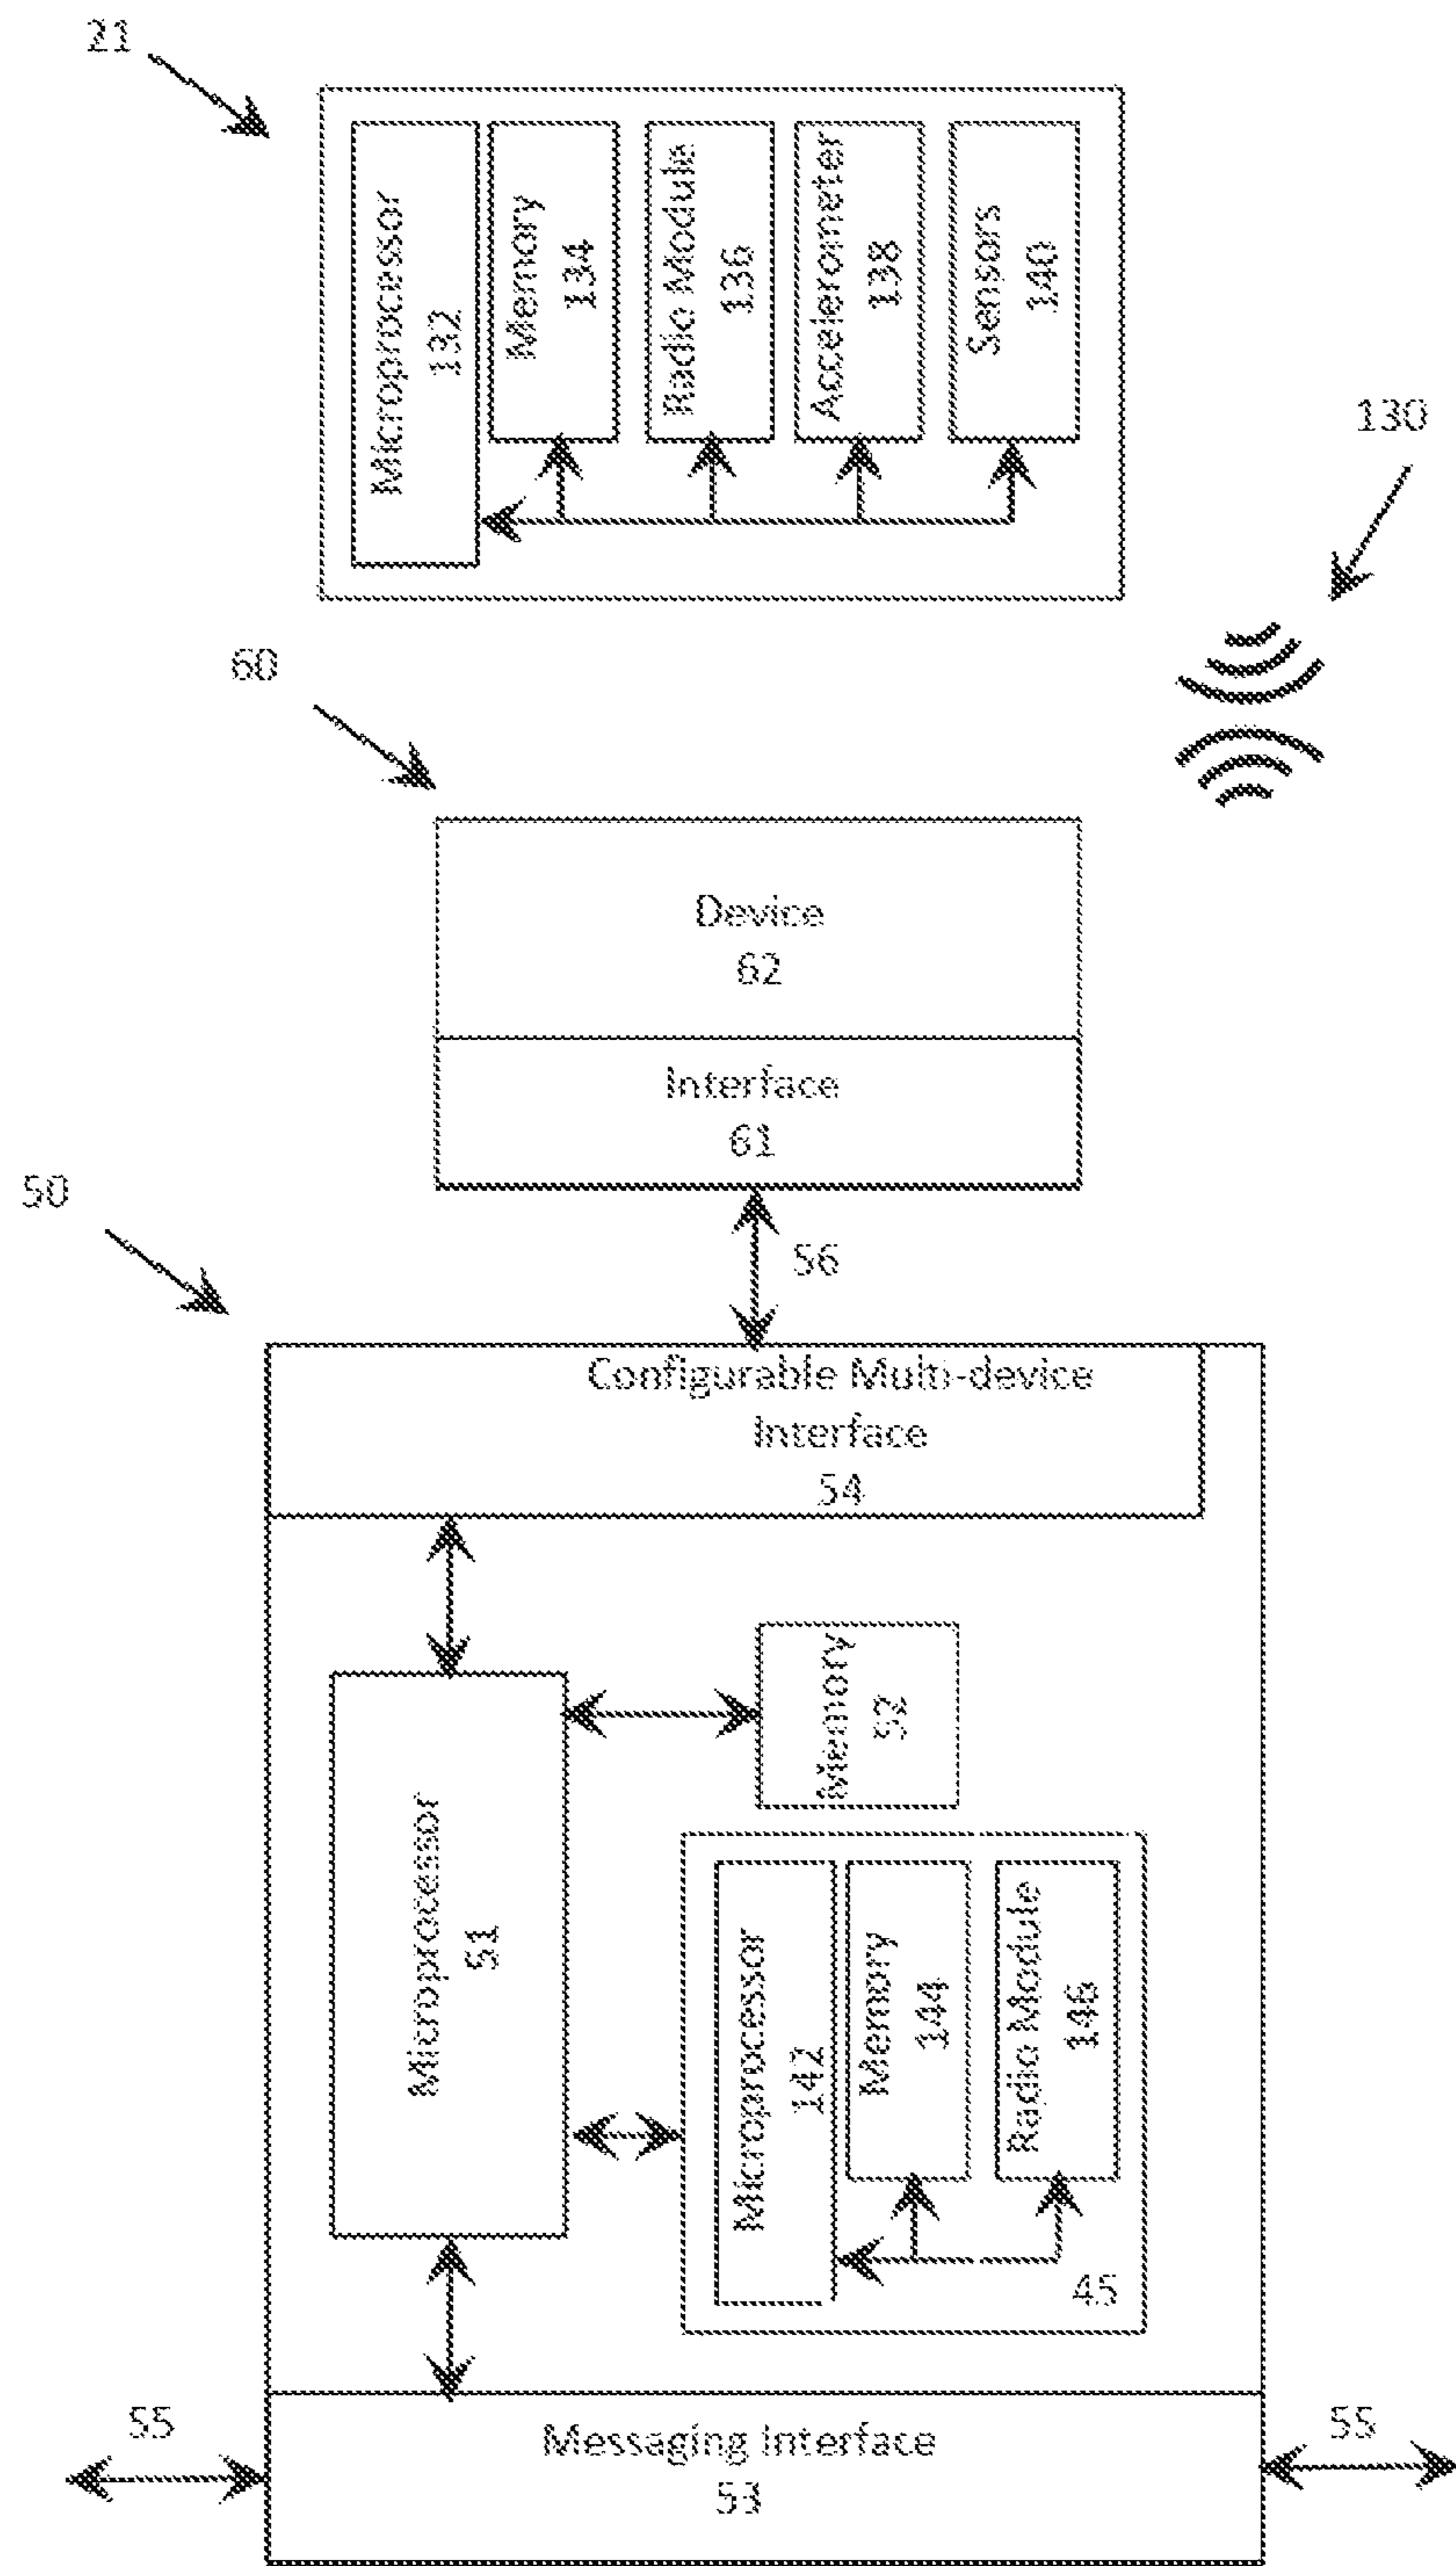 21
Microprocessor
132
Memory
134
Radio Module
136
Accelerometer
138
Sensors
140
130
60
Device
62
Interface
61
50
56
Configurable Multi-device
Interface
54
Microprocessor
51
Memory
52
Microprocessor
142
Memory
144
Radio Module
146
45
55
Messaging Interface
53
55